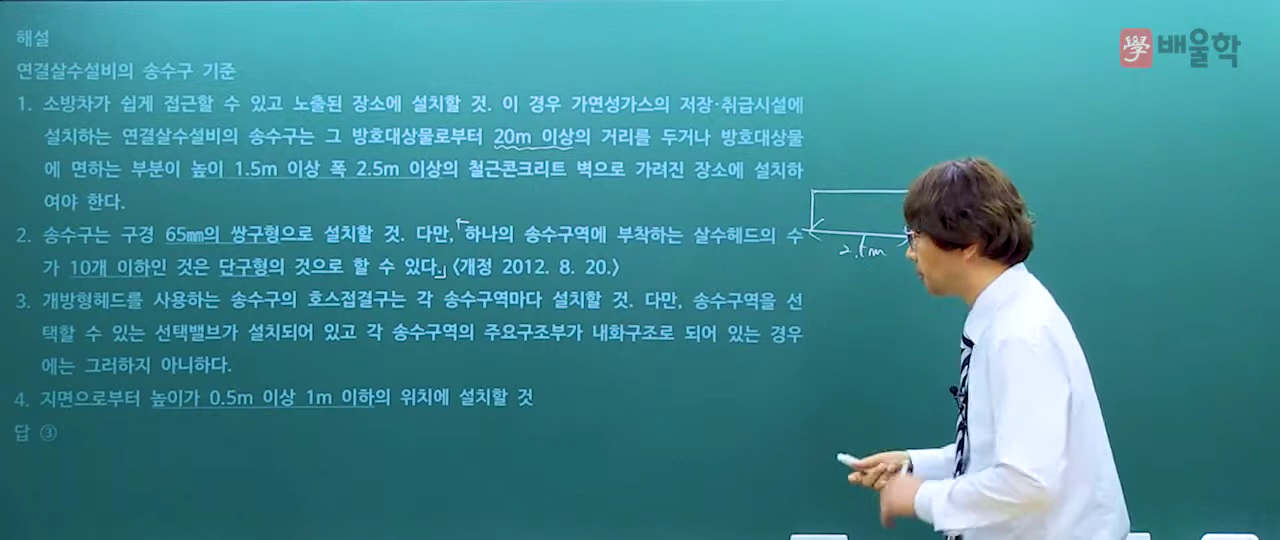 해설
연결살수설비의 송수구 기준
1. 소방차가 쉽게 접근할 수 있고 노출된 장소에 설치할 것. 이 경우 가연성가스의 저장·취급시설에
설치하는 연결살수설비의 송수구는 그 방호대상물로부터 20m 이상의 거리를 두거나 방호대상물
에 면하는 부분이 높이 1.5m 이상 폭 2.5m 이상의 철근콘크리트 벽으로 가려진 장소에 설치하
여야 한다.
2. 송수구는 구경 65㎜의 쌍구형으로 설치할 것. 다만,「하나의 송수구역에 부착하는 살수헤드의 수
가 10개 이하인 것은 단구형의 것으로 할 수 있다」〈개정 2012. 8. 20.〉
3. 개방형헤드를 사용하는 송수구의 호스접결구는 각 송수구역마다 설치할 것. 다만, 송수구역을 선
택할 수 있는 선택밸브가 설치되어 있고 각 송수구역의 주요구조부가 내화구조로 되어 있는 경우
에는 그러하지 아니하다.
4. 지면으로부터 높이가 0.5m 이상 1m 이하의 위치에 설치할 것
답 ③
2.5m
學 배울학